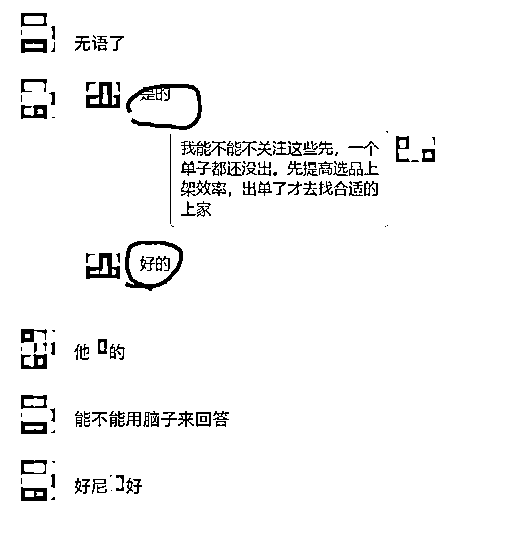 无语了
是的
我能不能不关注这些先，一个
单子都还没出。先提高选品上
架效率，出单了才去找合适的
上家
好的
他 的
能不能用脑子来回答
好尼 好